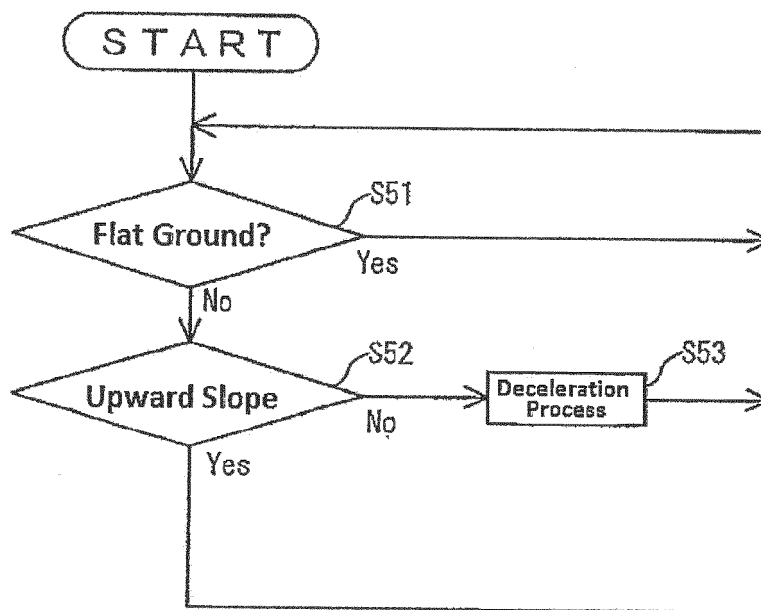 START
S51
Flat Ground?
Yes
No
S52
Upward Slope
No
Yes
S53
Deceleration
Process